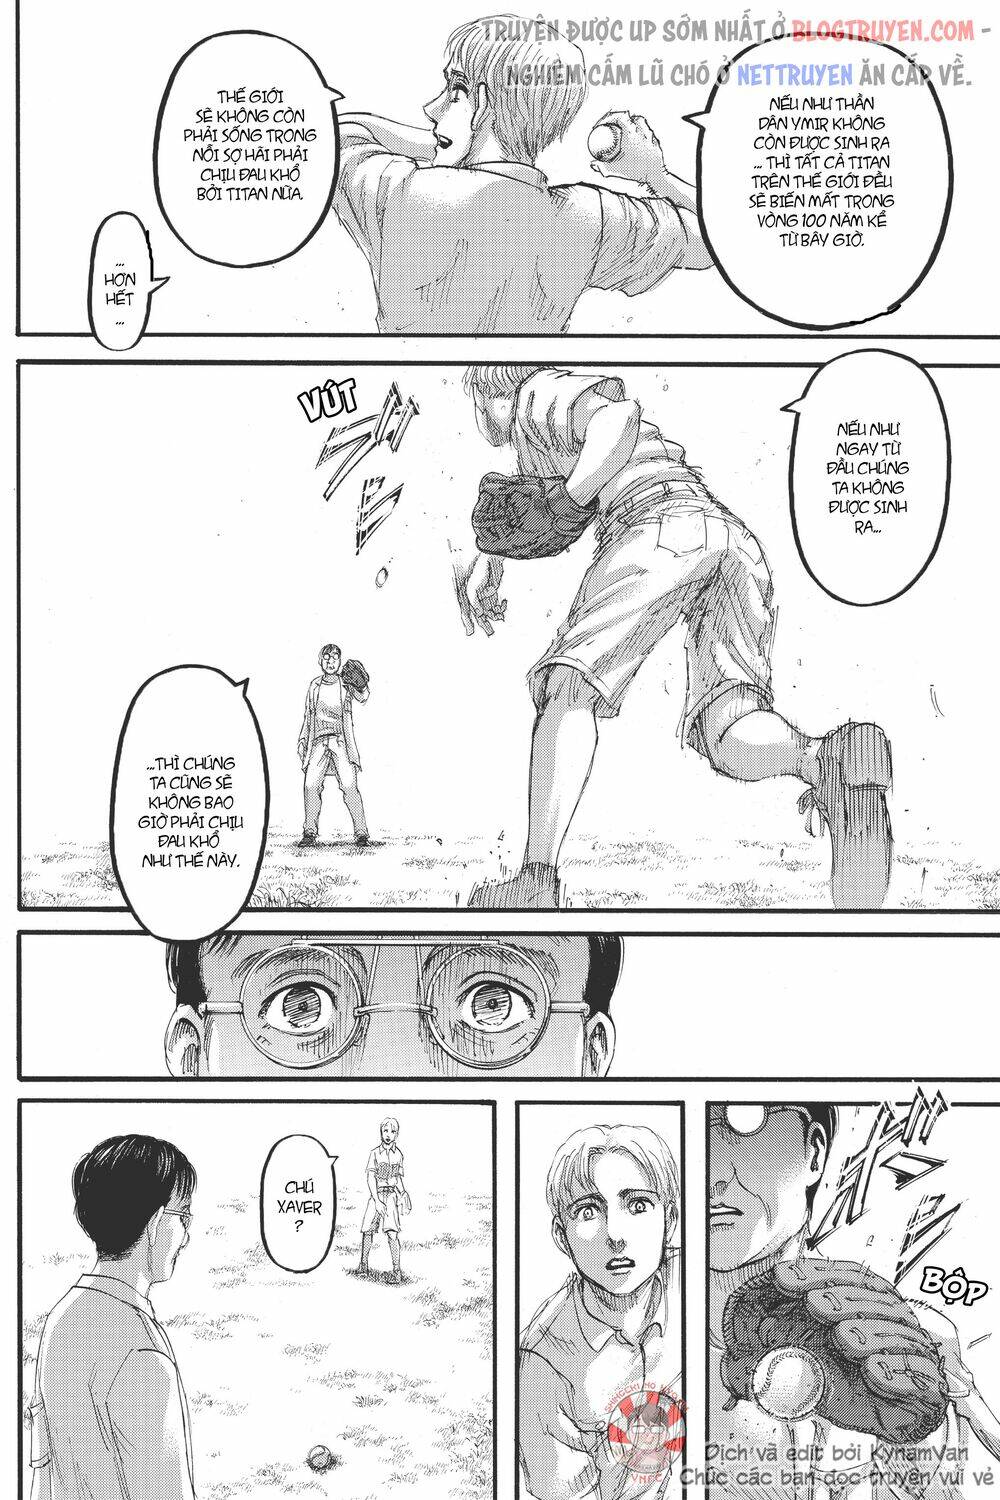 TRUYỆN ĐƯỢC UP SỚM NHẤT Ở BLOGTRUYEN.COM -
NGHIÊM CẤM LŨ CHÓ Ở NETTRUYEN ĂN CẮP VỀ.
NẾU NHƯ THẦN
DÂN YMIR KHÔNG
CÒN ĐƯỢC SINH RA
... THÌ TẤT CẢ TITAN
TRÊN THẾ GIỚI ĐỀU
SẼ BIẾN MẤT TRONG
VÒNG 100 NĂM KỂ
TỪ BÂY GIỜ.
THẾ GIỚI
SẼ KHÔNG CÒN
PHẢI SỐNG TRONG
NỖI SỢ HÃI PHẢI
CHỊU ĐAU KHỔ
BỞI TITAN NỮA.
...
HƠN
HẾT
...
NẾU NHƯ
NGAY TỪ
ĐẦU CHÚNG
TA KHÔNG
ĐƯỢC SINH
RA...
VÚT
...THÌ CHÚNG
TA CŨNG SẼ
KHÔNG BAO
GIỜ PHẢI CHỊU
ĐAU KHỔ
NHƯ THẾ NÀY.
BỘP
CHÚ
XAVER
?
VNFC
Dịch và edit bởi KynamVan
Chúc các bạn đọc truyện vui vẻ